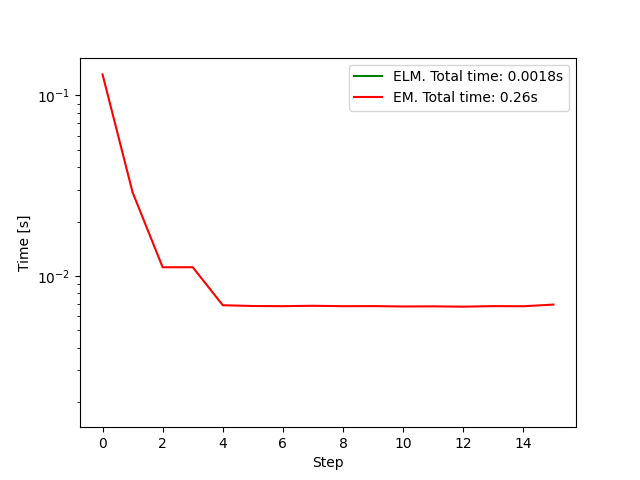 ELM. Total time: 0.0018s
EM. Total time: 0.26s
10⁻¹
10⁻²
Time [s]
0 2 4 6 8 10 12 14
Step